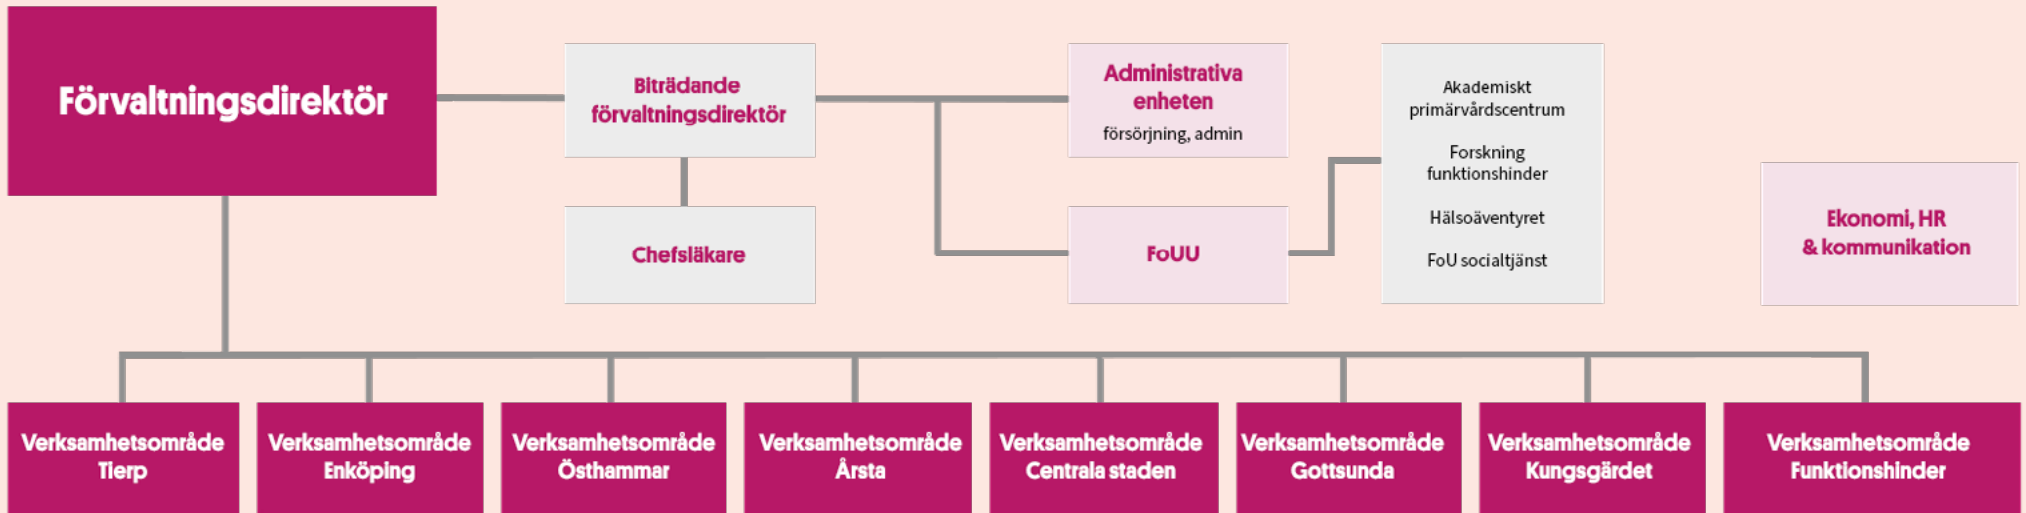 Förvaltningsdirektör
Biträdande
förvaltningsdirektör
Chefsläkare
Administrativa
enheten
försörjning, admin
FoUU
Akademiskt
primärvårdscentrum
Forskning
funktionshinder
Hälsoäventyret
FoU socialtjänst
Ekonomi, HR
& kommunikation
Verksamhetsområde
Tierp
Verksamhetsområde
Enköping
Verksamhetsområde
Östhammar
Verksamhetsområde
Årsta
Verksamhetsområde
Centrala staden
Verksamhetsområde
Gottsunda
Verksamhetsområde
Kungsgärdet
Verksamhetsområde
Funktionshinder